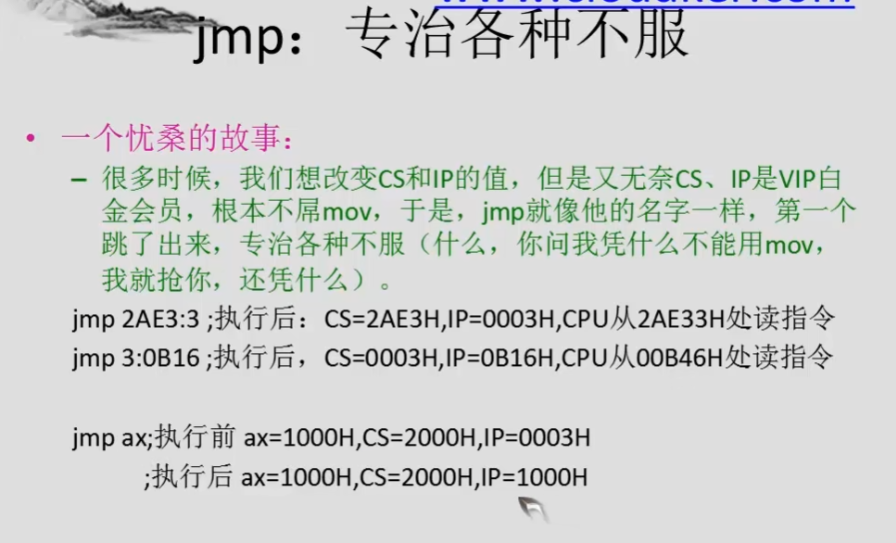 jmp： 专治各种不服
• 一个忧桑的故事：
– 很多时候，我们想改变CS和IP的值，但是又无奈CS、IP是VIP白
金会员，根本不屌mov，于是，jmp就像他的名字一样，第一个
跳了出来，专治各种不服（什么，你问我凭什么不能用mov，
我就抢你，还凭什么）。
jmp 2AE3:3 ;执行后：CS=2AE3H,IP=0003H,CPU从2AE33H处读指令
jmp 3:0B16 ;执行后，CS=0003H,IP=0B16H,CPU从00B46H处读指令
jmp ax;执行前 ax=1000H,CS=2000H,IP=0003H
;执行后 ax=1000H,CS=2000H,IP=1000H